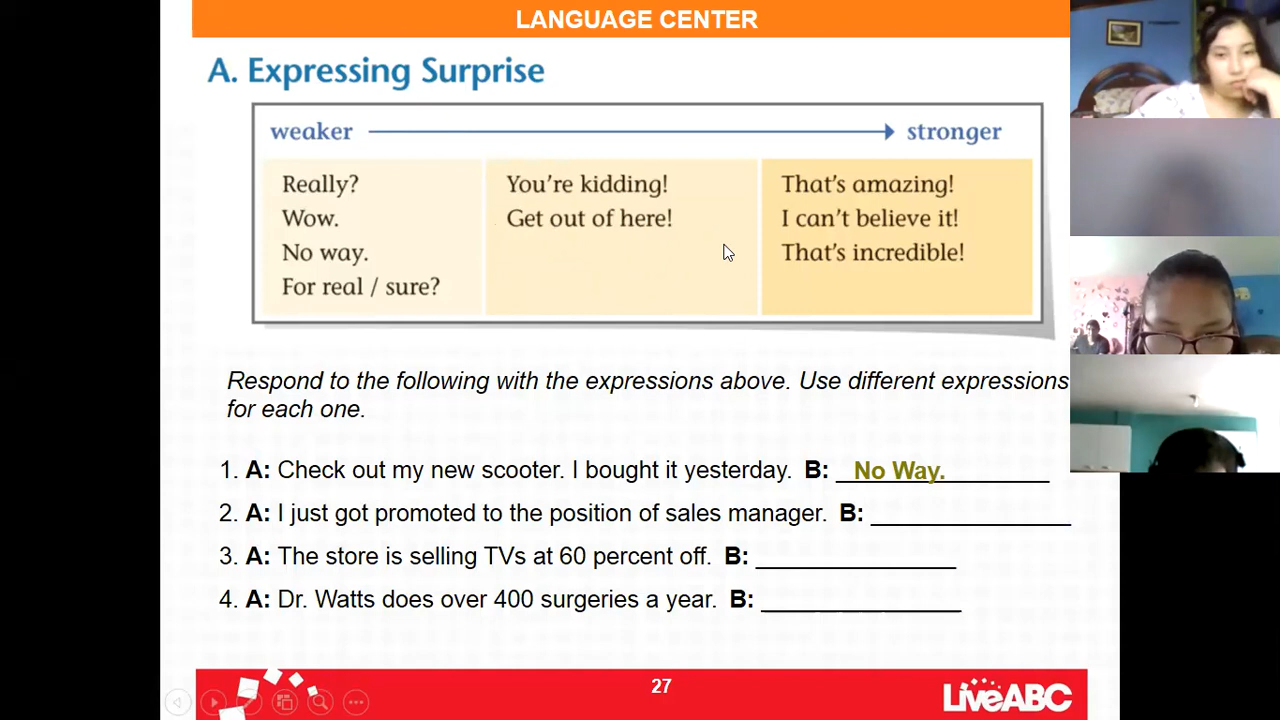 LANGUAGE CENTER
A. Expressing Surprise
weaker stronger
Really? You're kidding! That's amazing!
Wow. Get out of here! I can't believe it!
No way. That's incredible!
For real / sure?
Respond to the following with the expressions above. Use different expressions
for each one.
1. A: Check out my new scooter. I bought it yesterday. B: No Way.
2. A: I just got promoted to the position of sales manager. B:
3. A: The store is selling TVs at 60 percent off. B:
4. A: Dr. Watts does over 400 surgeries a year. B:
27
LiveABC